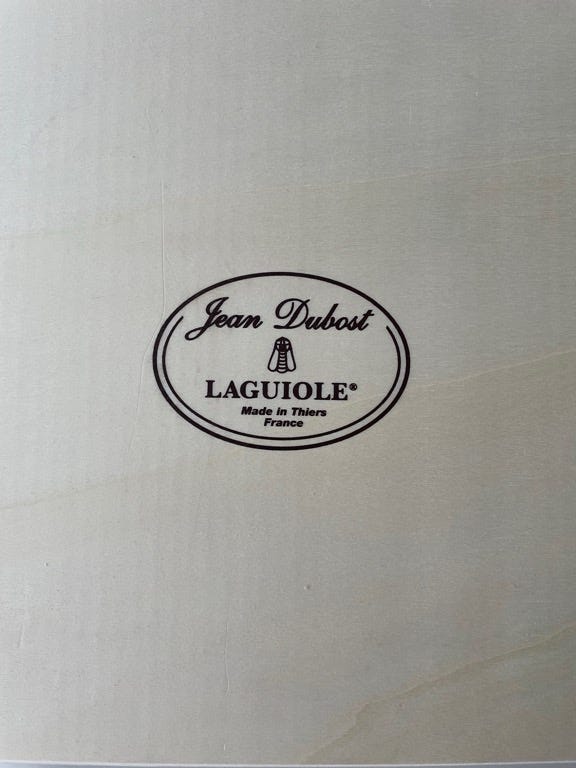 Jean Dubost
LAGUIOLE®
Made in Thiers
France